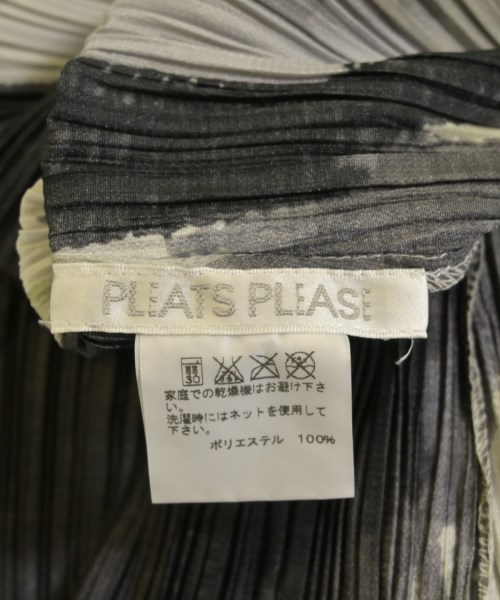 PLEATS PLEASE
弱
30
家庭での乾燥機はお避け下さ
い。
洗濯時にはネットを使用して
下さい。
ポリエステル 100%